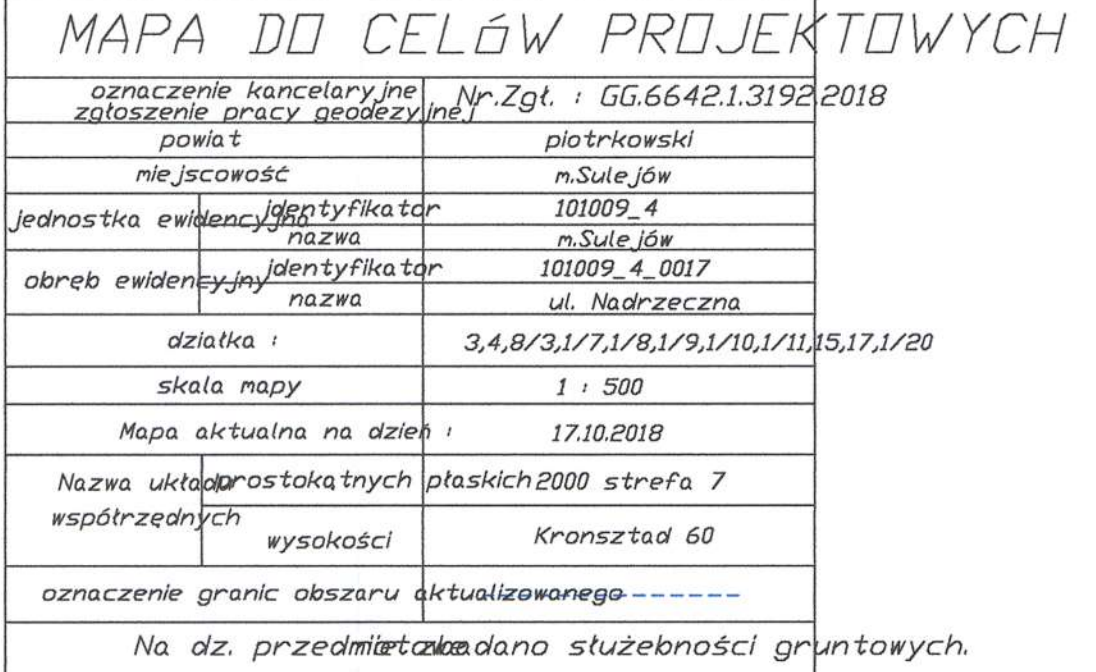 MAPA DO CELÓW PROJEKTOWYCH
oznaczenie kancelaryjne
zgłoszenie pracy geodezyjnej
Nr.Zgł. : GG.6642.1.3192.2018
powiat piotrkowski
miejscowość m.Sulejów
jednostka ewidencyjna identyfikator 101009_4
nazwa m.Sulejów
obręb ewidencyjny identyfikator 101009_4_0017
nazwa ul. Nadrzeczna
działka : 3,4,8/3,1/7,1/8,1/9,1/10,1/11,15,17,1/20
skala mapy 1 : 500
Mapa aktualna na dzień : 17.10.2018
Nazwa układu prostokątnych płaskich 2000 strefa 7
współrzędnych
wysokości Kronsztad 60
oznaczenie granic obszaru aktualizowanego
Na dz. przedmiotowe nie zbadano służebności gruntowych.